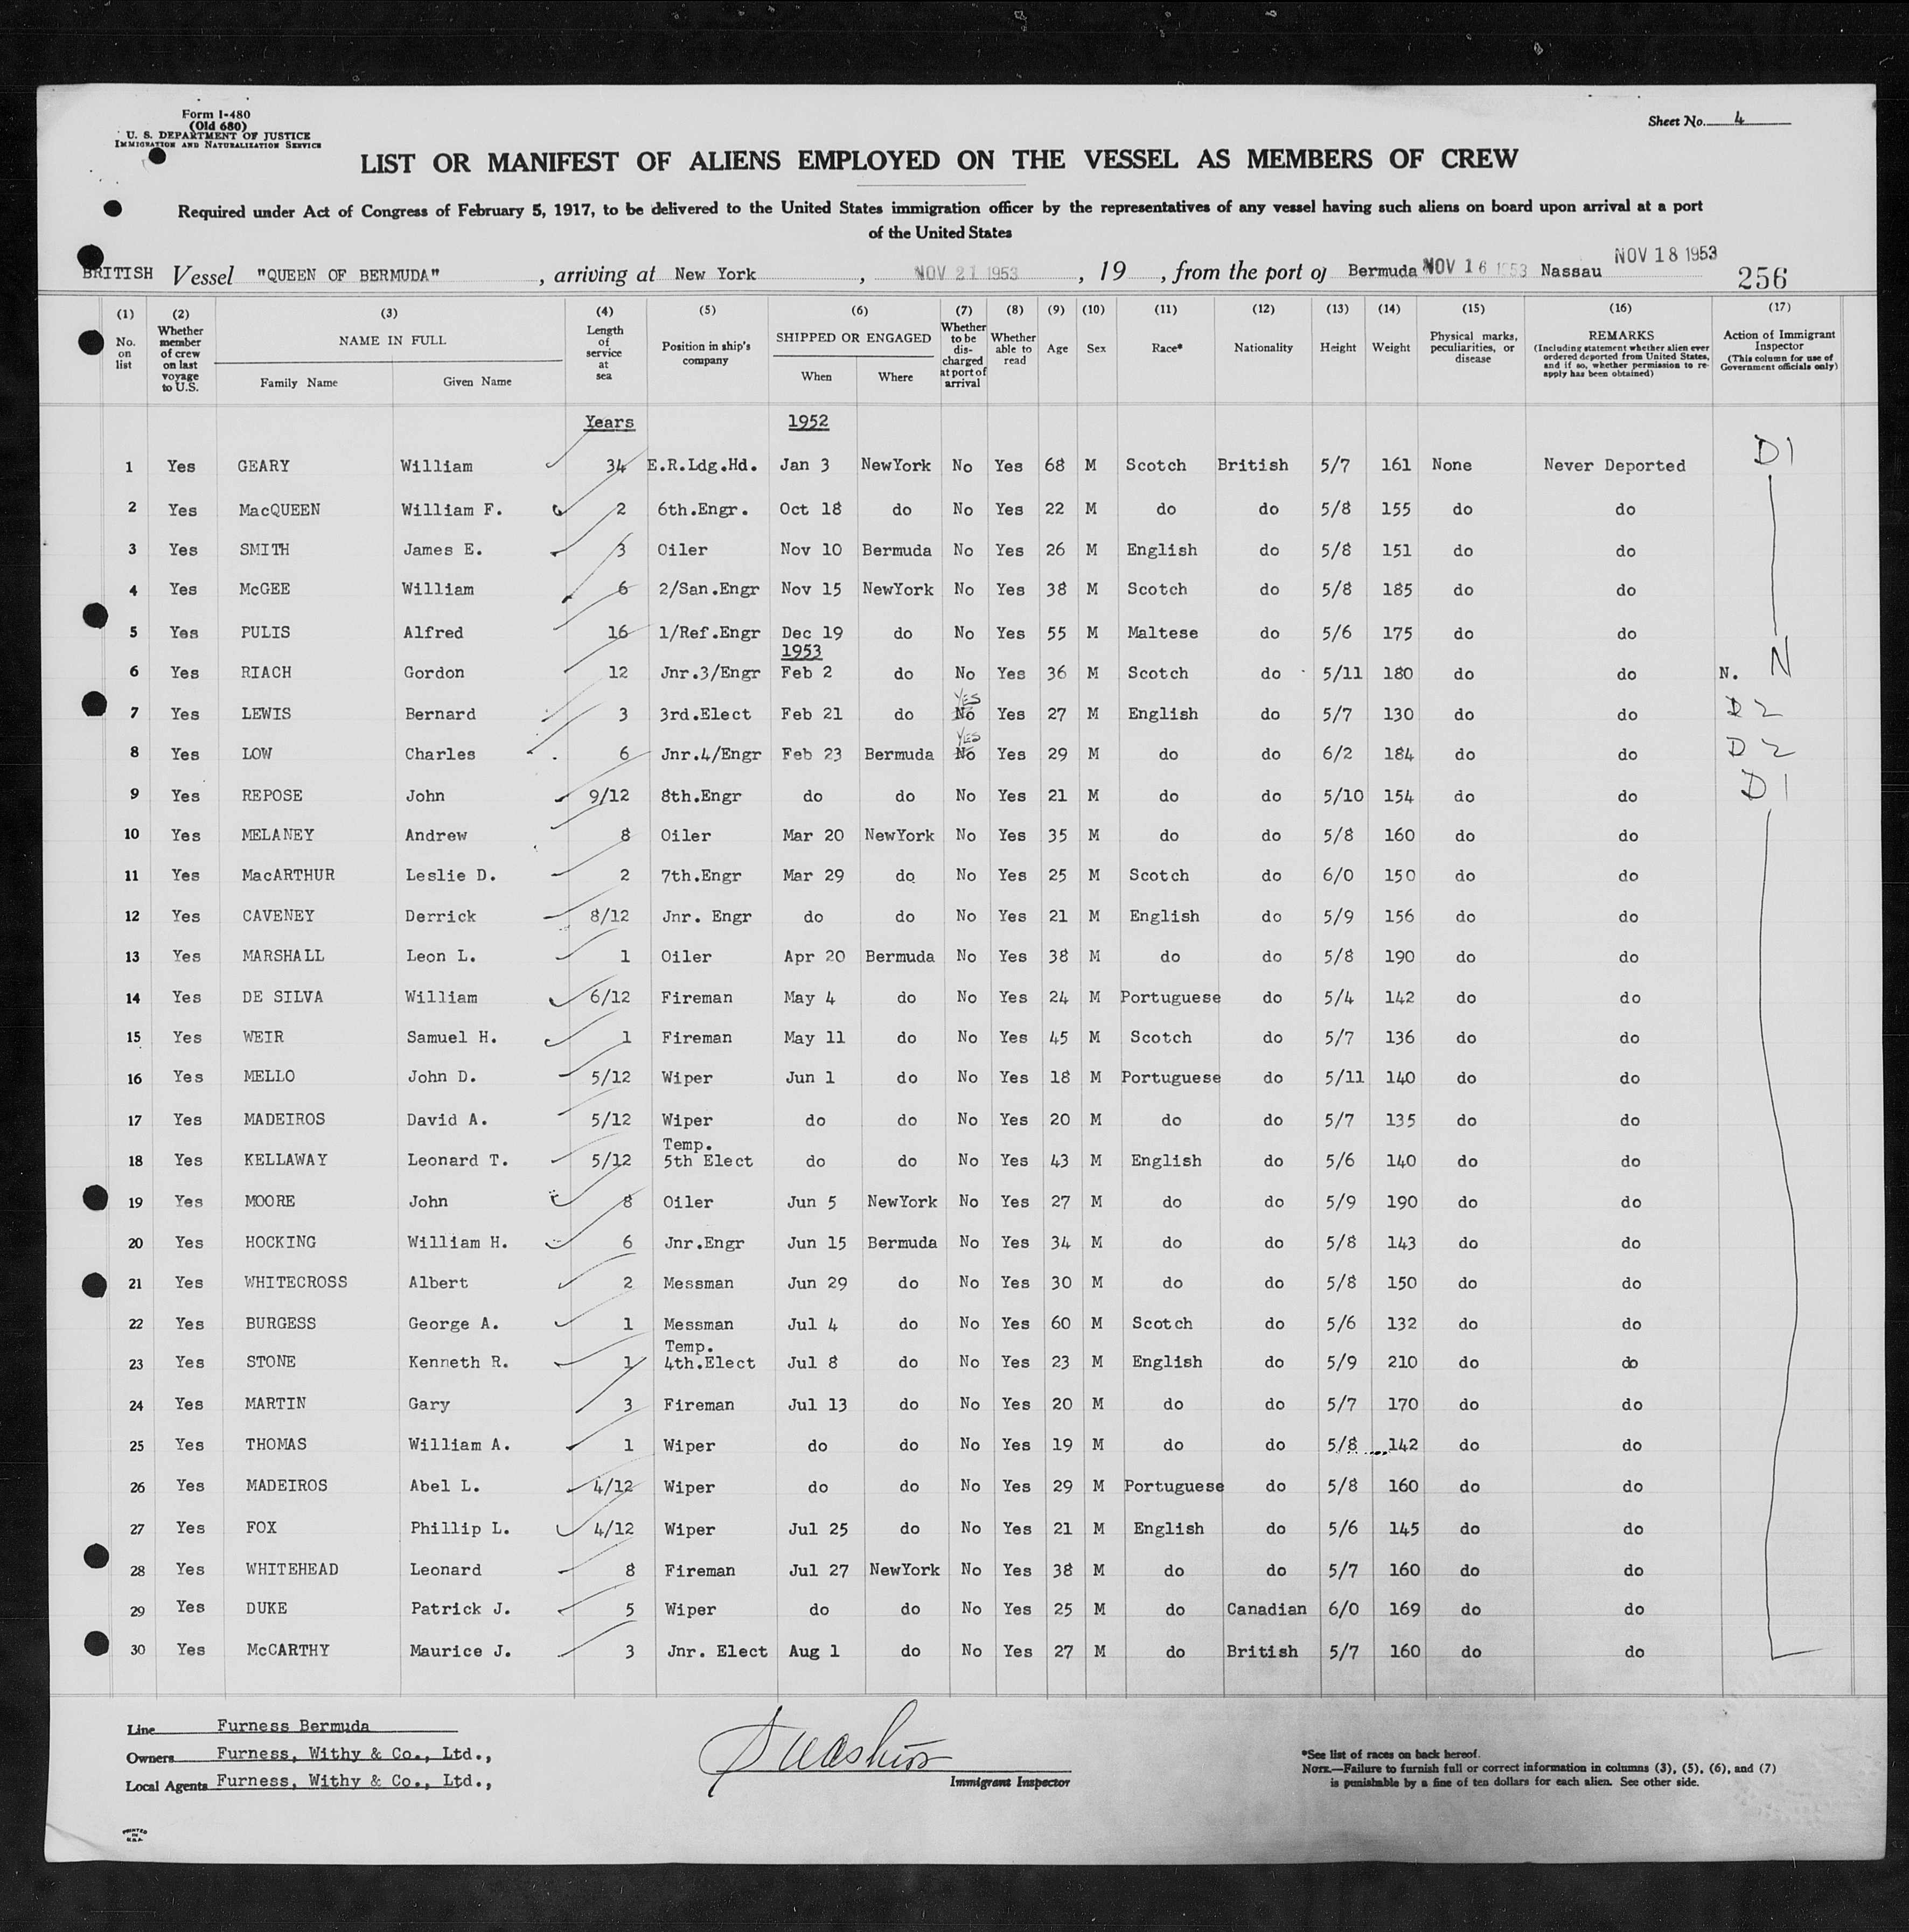 Form I-480
(Old 680)
U. S. DEPARTMENT OF JUSTICE
IMMIGRATION AND NATURALIZATION SERVICE
Sheet No. 4
LIST OR MANIFEST OF ALIENS EMPLOYED ON THE VESSEL AS MEMBERS OF CREW
Required under Act of Congress of February 5, 1917, to be delivered to the United States immigration officer by the representatives of any vessel having such aliens on board upon arrival at a port
of the United States
BRITISH Vessel "QUEEN OF BERMUDA", arriving at New York, NOV 21 1953, 19 , from the port of Bermuda NOV 16 1953 Nassau NOV 18 1953
256
(1) No. on list
(2) Whether member of crew on last voyage to U.S.
(3) NAME IN FULL Family Name Given Name
(4) Length of service at sea
(5) Position in ship's company
(6) SHIPPED OR ENGAGED When Where
(7) Whether to be discharged at port of arrival
(8) Whether able to read
(9) Age
(10) Sex
(11) Race*
(12) Nationality
(13) Height
(14) Weight
(15) Physical marks, peculiarities, or disease
(16) REMARKS (Including statement whether alien ever ordered deported from United States, and if so, whether permission to reapply has been obtained)
(17) Action of Immigrant Inspector (This column for use of Government officials only)
Years 1952
1 Yes GEARY William 34 E.R.Ldg.Hd. Jan 3 NewYork No Yes 68 M Scotch British 5/7 161 None Never Deported D1
2 Yes MacQUEEN William F. 2 6th.Engr. Oct 18 do No Yes 22 M do do 5/8 155 do do
3 Yes SMITH James E. 3 Oiler Nov 10 Bermuda No Yes 26 M English do 5/8 151 do do
4 Yes McGEE William 6 2/San.Engr Nov 15 NewYork No Yes 38 M Scotch do 5/8 185 do do
5 Yes PULIS Alfred 16 1/Ref.Engr Dec 19 do No Yes 55 M Maltese do 5/6 175 do do
1953
6 Yes RIACH Gordon 12 Jnr.3/Engr Feb 2 do No Yes 36 M Scotch do 5/11 180 do do N. N
7 Yes LEWIS Bernard 3 3rd.Elect Feb 21 do No YES Yes 27 M English do 5/7 130 do do D2
8 Yes LOW Charles 6 Jnr.4/Engr Feb 23 Bermuda No YES Yes 29 M do do 6/2 184 do do D2
9 Yes REPOSE John 9/12 8th.Engr do do No Yes 21 M do do 5/10 154 do do D1
10 Yes MELANEY Andrew 8 Oiler Mar 20 NewYork No Yes 35 M do do 5/8 160 do do
11 Yes MacARTHUR Leslie D. 2 7th.Engr Mar 29 do No Yes 25 M Scotch do 6/0 150 do do
12 Yes CAVENEY Derrick 8/12 Jnr. Engr do do No Yes 21 M English do 5/9 156 do do
13 Yes MARSHALL Leon L. 1 Oiler Apr 20 Bermuda No Yes 38 M do do 5/8 190 do do
14 Yes DE SILVA William 6/12 Fireman May 4 do No Yes 24 M Portuguese do 5/4 142 do do
15 Yes WEIR Samuel H. 1 Fireman May 11 do No Yes 45 M Scotch do 5/7 136 do do
16 Yes MELLO John D. 5/12 Wiper Jun 1 do No Yes 18 M Portuguese do 5/11 140 do do
17 Yes MADEIROS David A. 5/12 Wiper do do No Yes 20 M do do 5/7 135 do do
18 Yes KELLAWAY Leonard T. 5/12 Temp. 5th Elect do do No Yes 43 M English do 5/6 140 do do
19 Yes MOORE John 8 Oiler Jun 5 NewYork No Yes 27 M do do 5/9 190 do do
20 Yes HOCKING William H. 6 Jnr.Engr Jun 15 Bermuda No Yes 34 M do do 5/8 143 do do
21 Yes WHITECROSS Albert 2 Messman Jun 29 do No Yes 30 M do do 5/8 150 do do
22 Yes BURGESS George A. 1 Messman Jul 4 do No Yes 60 M Scotch do 5/6 132 do do
23 Yes STONE Kenneth R. 1 Temp. 4th.Elect Jul 8 do No Yes 23 M English do 5/9 210 do do
24 Yes MARTIN Gary 3 Fireman Jul 13 do No Yes 20 M do do 5/7 170 do do
25 Yes THOMAS William A. 1 Wiper do do No Yes 19 M do do 5/8 142 do do
26 Yes MADEIROS Abel L. 4/12 Wiper do do No Yes 29 M Portuguese do 5/8 160 do do
27 Yes FOX Phillip L. 4/12 Wiper Jul 25 do No Yes 21 M English do 5/6 145 do do
28 Yes WHITEHEAD Leonard 8 Fireman Jul 27 NewYork No Yes 38 M do do 5/7 160 do do
29 Yes DUKE Patrick J. 5 Wiper do do No Yes 25 M do Canadian 6/0 169 do do
30 Yes McCARTHY Maurice J. 3 Jnr. Elect Aug 1 do No Yes 27 M do British 5/7 160 do do
Line Furness Bermuda
Owners Furness, Withy & Co., Ltd.,
Local Agents Furness, Withy & Co., Ltd.,
Immigrant Inspector
*See list of races on back hereof.
NOTE.—Failure to furnish full or correct information in columns (3), (5), (6), and (7)
is punishable by a fine of ten dollars for each alien. See other side.
PRINTED
IN
U.S.A.